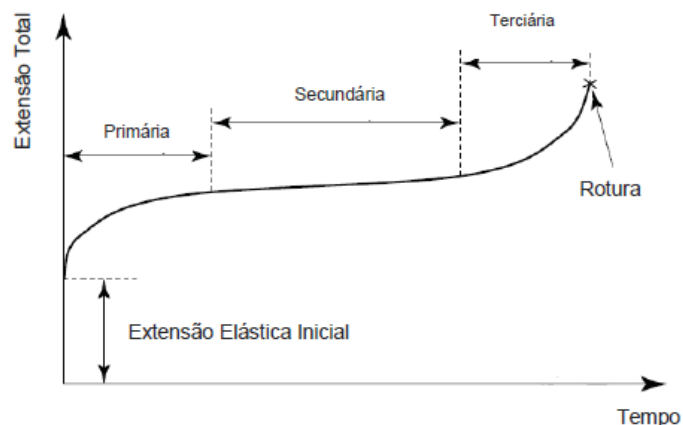 Extensão Total
Terciária
Secundária
Primária
Rotura
Extensão Elástica Inicial
Tempo